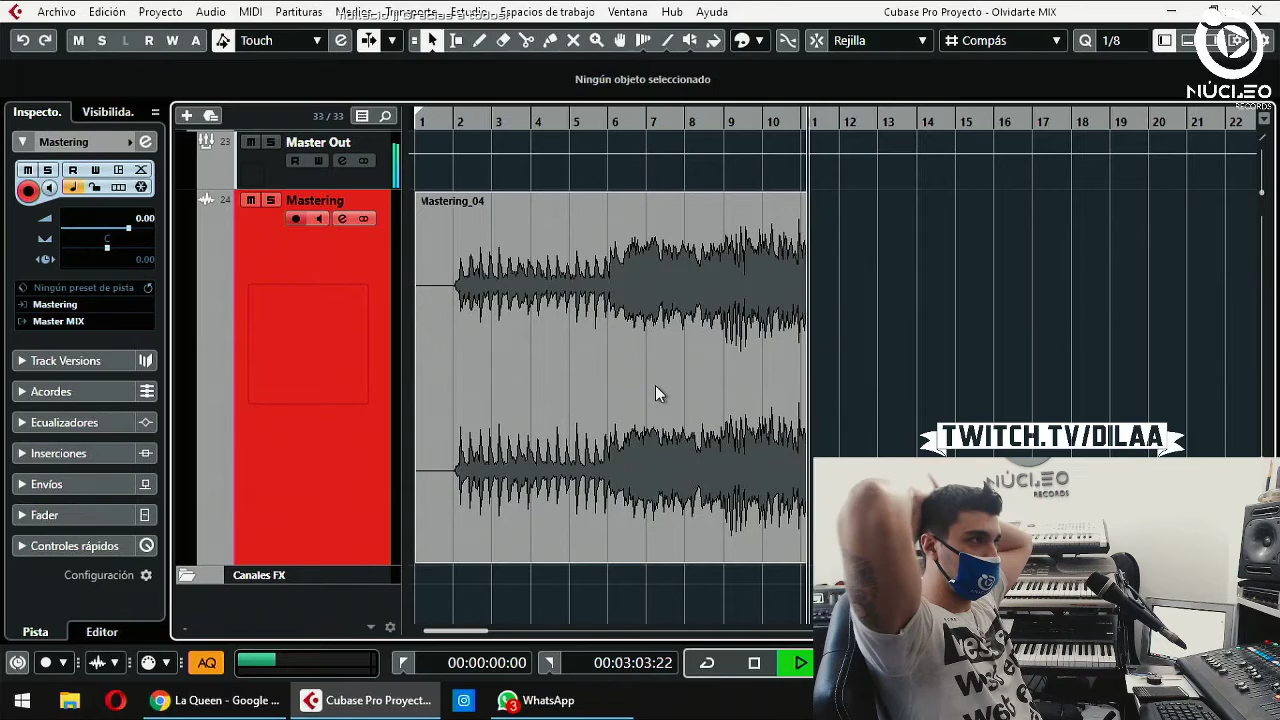 Archivo Edición Proyecto Audio MIDI Partituras Medios Transporte Estudio Espacios de trabajo Ventana Hub Ayuda Cubase Pro Proyecto - Olvidarte MIX
M S L R W A Touch Rejilla Compás Q 1/8
Ningún objeto seleccionado
NÚCLEO
RECORDS
Inspecto. Visibilida. 33 / 33 1 2 3 4 5 6 7 8 9 10 1 12 13 14 15 16 17 18 19 20 21 22
Mastering
23 M S Master Out
R W
M S R W
24 M S Mastering
Mastering_04
0.00
C
0.00
Ningún preset de pista
Mastering
Master MIX
Track Versions
Acordes
Ecualizadores
Inserciones
Envíos
Fader
Controles rápidos
Configuración
Canales FX
Pista Editor
TWITCH.TV/DILAA
NÚCLEO
RECORDS
AQ 00:00:00:00 00:03:03:22
La Queen - Google ... Cubase Pro Proyect... 3 WhatsApp